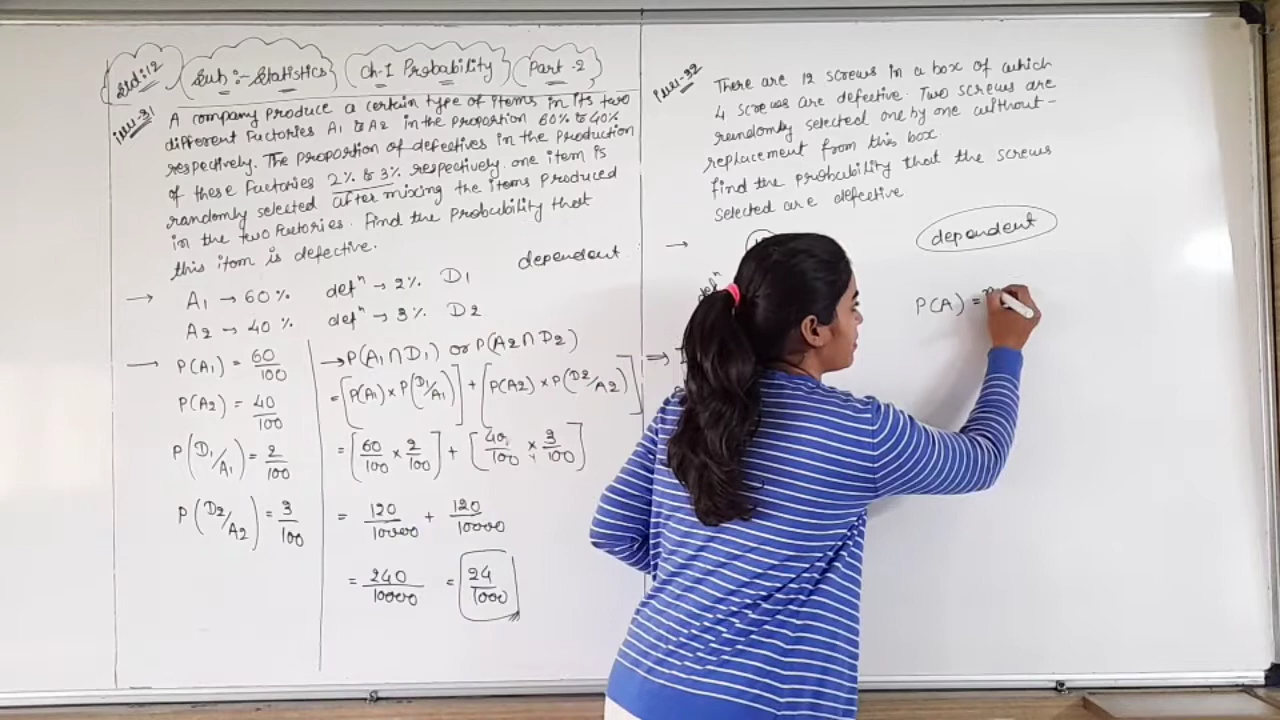 Std:12
Sub :- Statistics
Ch-1 Probability
Part-2
A company produce a certain type of items in its two
different Factories A1 & A2 in the proportion 60% & 40%
respectively. The proportion of defectives in the production
of these Factories 2% & 3% respectively. one item is
randomly selected after mixing the items produced
in the two Factories. Find the Probability that
this item is defective.
dependent
→ A1 → 60% defⁿ → 2% D1
A2 → 40% defⁿ → 3% D2
→ P(A1) = 60/100
P(A2) = 40/100
P(D1/A1) = 2/100
P(D2/A2) = 3/100
→ P(A1 ∩ D1) or P(A2 ∩ D2)
= [P(A1) × P(D1/A1)] + [P(A2) × P(D2/A2)]
= [60/100 × 2/100] + [40/100 × 3/100]
= 120/10000 + 120/10000
= 240/10000 = 24/1000
There are 12 screws in a box of which
4 screws are defective. Two screws are
randomly selected one by one without-
replacement from this box
Find the probability that the screws
selected are defective
→
dependent
defⁿ
⇒
P(A) =